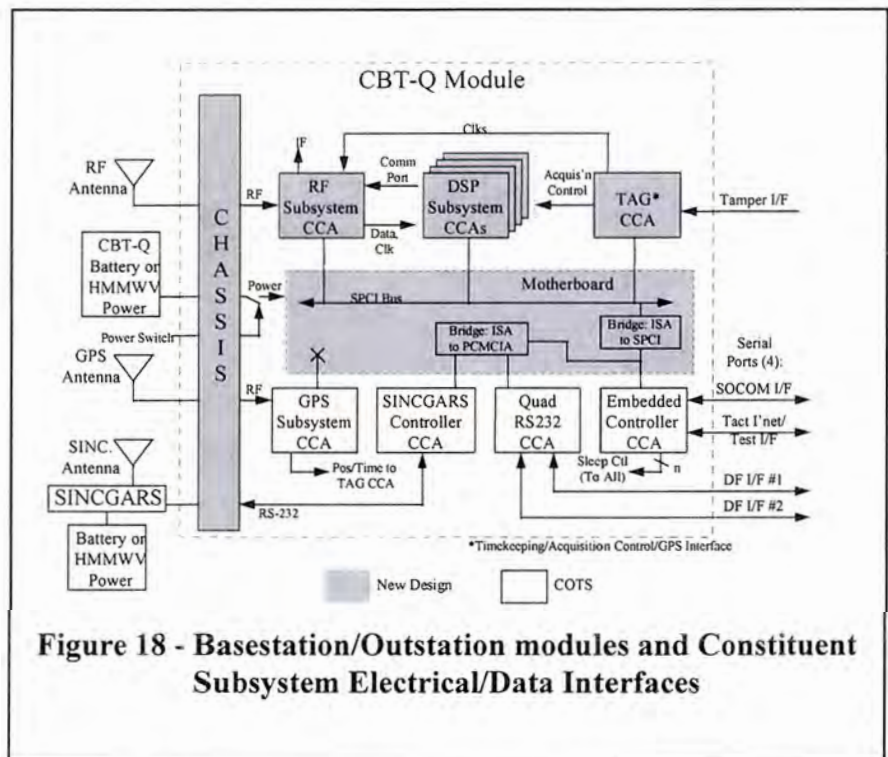 CBT-Q Module
Clks
IF
RF
Antenna
RF
RF
Subsystem
CCA
Comm
Port
Data,
Clk
DSP
Subsystem
CCAs
Acquis'n
Control
TAG*
CCA
Tamper I/F
CHASSIS
CBT-Q
Battery or
HMMWV
Power
Power
Power Switch
Motherboard
SPCI Bus
Bridge: ISA
to PCMCIA
Bridge: ISA
to SPCI
GPS
Antenna
RF
GPS
Subsystem
CCA
SINCGARS
Controller
CCA
Quad
RS232
CCA
Embedded
Controller
CCA
Serial
Ports (4):
SOCOM I/F
Tact I'net/
Test I/F
SINC.
Antenna
SINCGARS
Battery or
HMMWV
Power
Pos/Time to
TAG CCA
Sleep Ctl
(To All)
n
RS-232
DF I/F #1
DF I/F #2
*Timekeeping/Acquisition Control/GPS Interface
New Design
COTS
Figure 18 - Basestation/Outstation modules and Constituent
Subsystem Electrical/Data Interfaces